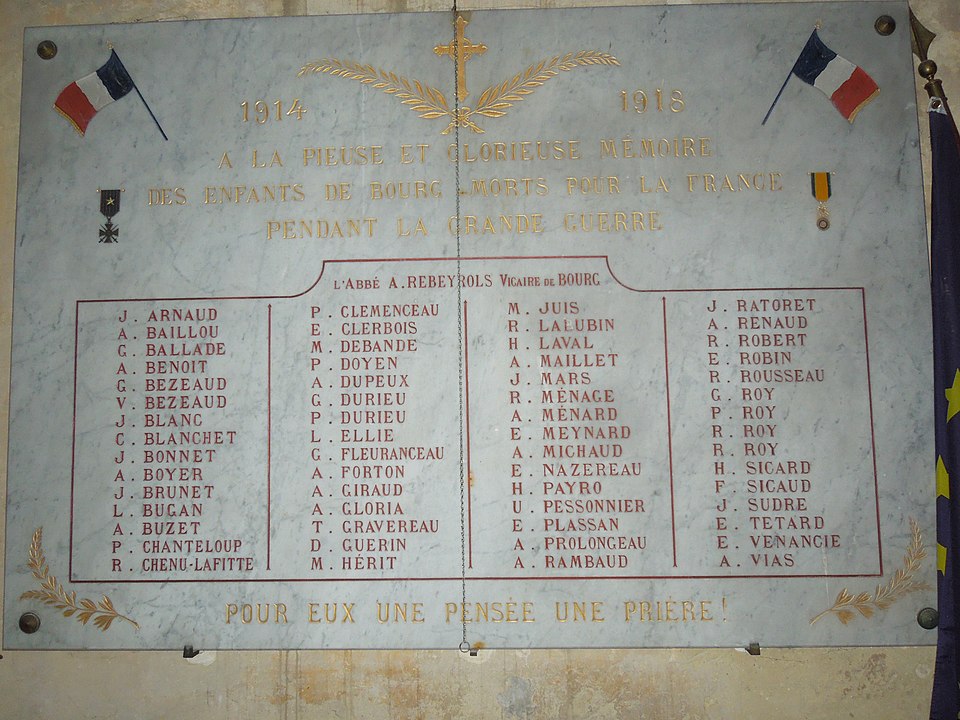 1914 1918
A LA PIEUSE ET GLORIEUSE MÉMOIRE
DES ENFANTS DE BOURG MORTS POUR LA FRANCE
PENDANT LA GRANDE GUERRE
L'ABBÉ A. REBEYROLS VICAIRE DE BOURG
J. ARNAUD
A. BAILLOU
G. BALLADE
A. BENOIT
G. BEZEAUD
V. BEZEAUD
J. BLANC
C. BLANCHET
J. BONNET
A. BOYER
J. BRUNET
L. BUGAN
A. BUZET
P. CHANTELOUP
R. CHENU-LAFITTE
P. CLEMENCEAU
E. CLERBOIS
M. DEBANDE
P. DOYEN
A. DUPEUX
G. DURIEU
P. DURIEU
L. ELLIE
G. FLEURANCEAU
A. FORTON
A. GIRAUD
A. GLORIA
T. GRAVEREAU
D. GUERIN
M. HÉRIT
M. JUIS
R. LALUBIN
H. LAVAL
A. MAILLET
J. MARS
R. MÉNAGE
A. MÉNARD
E. MEYNARD
A. MICHAUD
E. NAZEREAU
H. PAYRO
U. PESSONNIER
E. PLASSAN
A. PROLONGEAU
A. RAMBAUD
J. RATORET
A. RENAUD
R. ROBERT
E. ROBIN
R. ROUSSEAU
G. ROY
P. ROY
R. ROY
R. ROY
H. SICARD
F. SICAUD
J. SUDRE
E. TETARD
E. VENANCIE
A. VIAS
POUR EUX UNE PENSÉE UNE PRIÈRE!